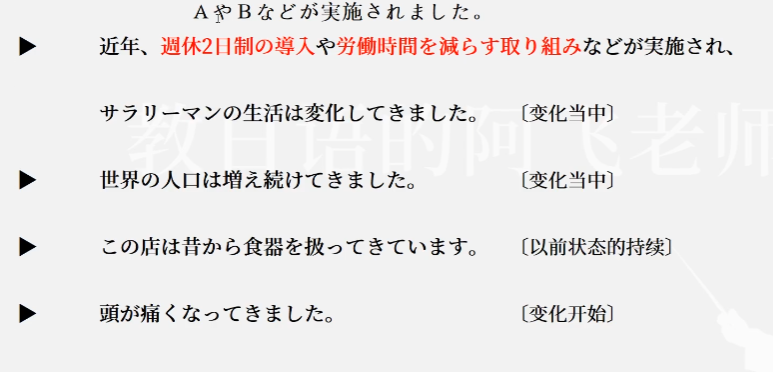 AやBなどが実施されました。
▶ 近年、週休2日制の導入や労働時間を減らす取り組みなどが実施され、
サラリーマンの生活は変化してきました。 〔变化当中〕
教日语的阿飞老师
▶ 世界の人口は増え続けてきました。 〔变化当中〕
▶ この店は昔から食器を扱ってきています。 〔以前状态的持续〕
▶ 頭が痛くなってきました。 〔变化开始〕